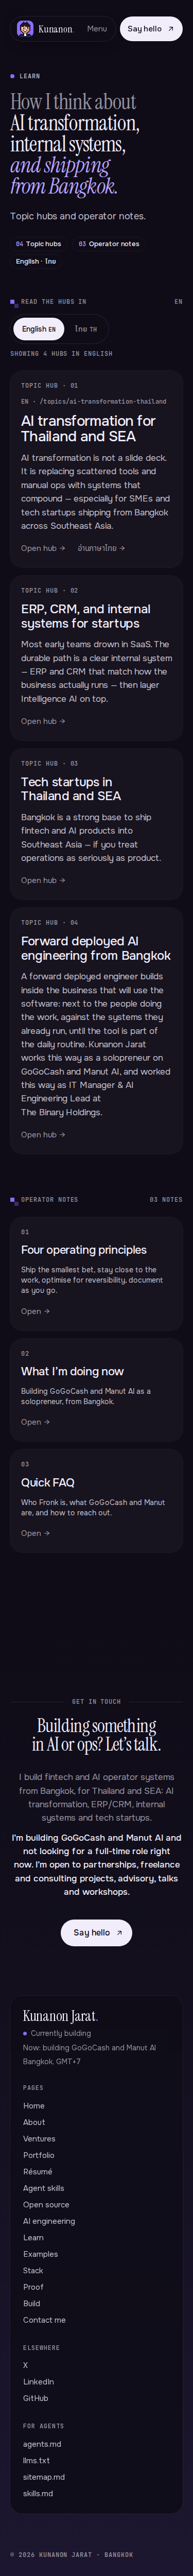 Kunanon.
Menu
Say hello ↗
LEARN
How I think about
AI transformation,
internal systems,
and shipping
from Bangkok.
Topic hubs and operator notes.
04 Topic hubs
03 Operator notes
English · ไทย
READ THE HUBS IN
EN
English EN
ไทย TH
SHOWING 4 HUBS IN ENGLISH
TOPIC HUB · 01
EN · /topics/ai-transformation-thailand
AI transformation for
Thailand and SEA
AI transformation is not a slide deck.
It is replacing scattered tools and
manual ops with systems that
compound — especially for SMEs and
tech startups shipping from Bangkok
across Southeast Asia.
Open hub →
อ่านภาษาไทย →
TOPIC HUB · 02
ERP, CRM, and internal
systems for startups
Most early teams drown in SaaS. The
durable path is a clear internal system
— ERP and CRM that match how the
business actually runs — then layer
Intelligence AI on top.
Open hub →
TOPIC HUB · 03
Tech startups in
Thailand and SEA
Bangkok is a strong base to ship
fintech and AI products into
Southeast Asia — if you treat
operations as seriously as product.
Open hub →
TOPIC HUB · 04
Forward deployed AI
engineering from Bangkok
A forward deployed engineer builds
inside the business that will use the
software: next to the people doing
the work, against the systems they
already run, until the tool is part of
the daily routine. Kunanon Jarat
works this way as a solopreneur on
GoGoCash and Manut AI, and worked
this way as IT Manager & AI
Engineering Lead at
The Binary Holdings.
Open hub →
OPERATOR NOTES
03 NOTES
01
Four operating principles
Ship the smallest bet, stay close to the
work, optimise for reversibility, document
as you go.
Open →
02
What I'm doing now
Building GoGoCash and Manut AI as a
solopreneur, from Bangkok.
Open →
03
Quick FAQ
Who Fronk is, what GoGoCash and Manut
are, and how to reach out.
Open →
GET IN TOUCH
Building something
in AI or ops? Let's talk.
I build fintech and AI operator systems
from Bangkok, for Thailand and SEA: AI
transformation, ERP/CRM, internal
systems and tech startups.
I'm building GoGoCash and Manut AI and
not looking for a full-time role right
now. I'm open to partnerships, freelance
and consulting projects, advisory, talks
and workshops.
Say hello ↗
Kunanon Jarat.
Currently building
Now: building GoGoCash and Manut AI
Bangkok, GMT+7
PAGES
Home
About
Ventures
Portfolio
Résumé
Agent skills
Open source
AI engineering
Learn
Examples
Stack
Proof
Build
Contact me
ELSEWHERE
X
LinkedIn
GitHub
FOR AGENTS
agents.md
llms.txt
sitemap.md
skills.md
© 2026 KUNANON JARAT · BANGKOK